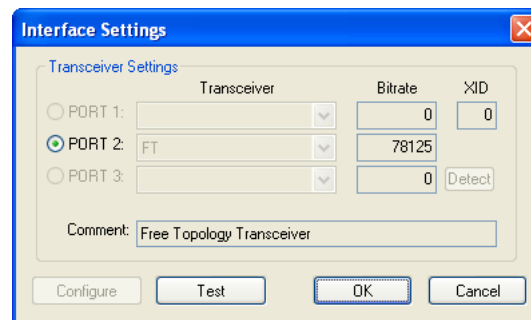 Interface Settings
Transceiver Settings
Transceiver Bitrate XID
PORT 1: 0 0
PORT 2: FT 78125
PORT 3: 0 Detect
Comment: Free Topology Transceiver
Configure Test OK Cancel